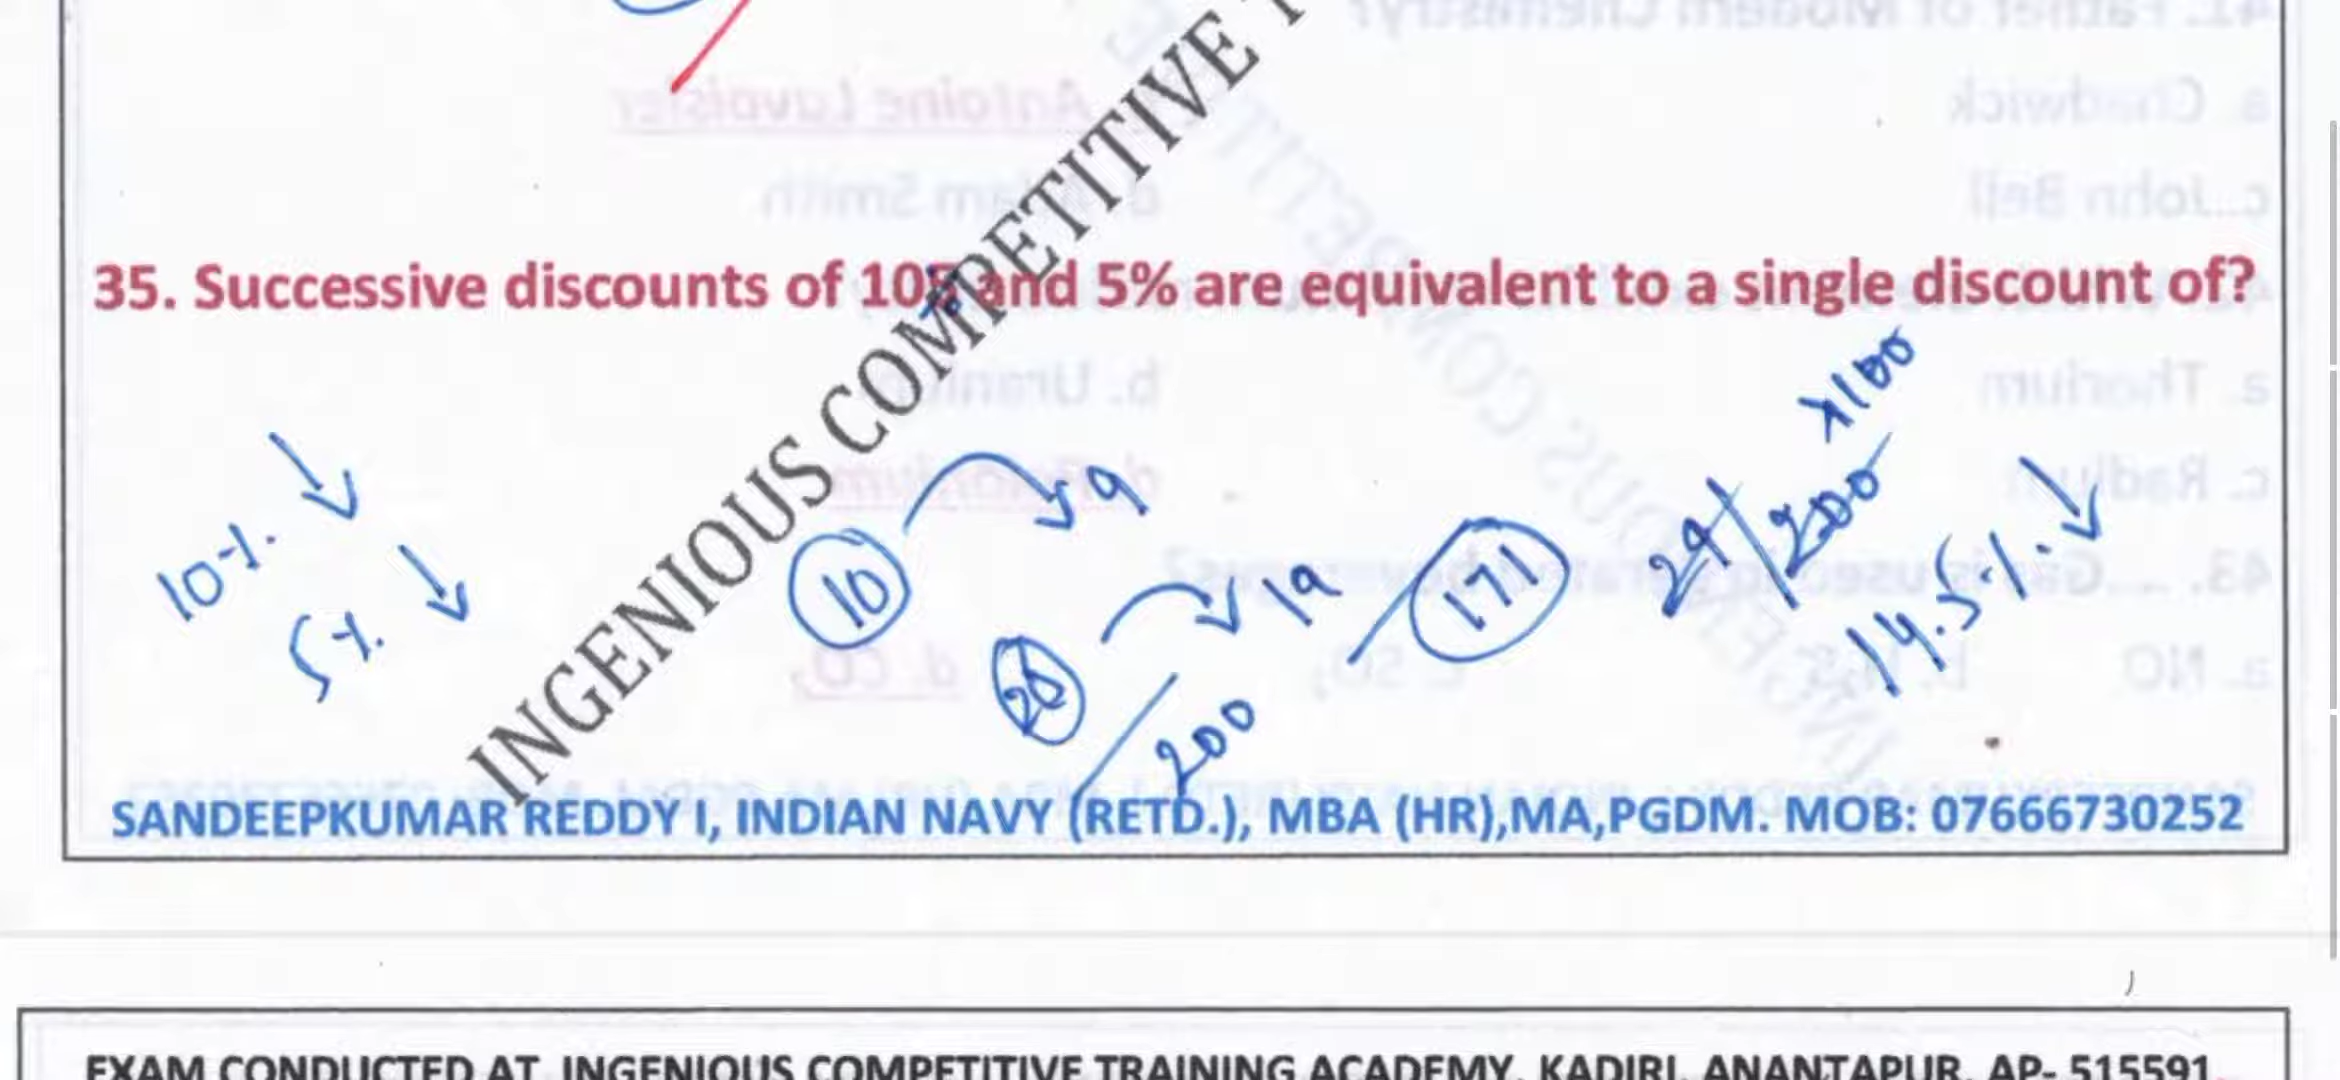 35. Successive discounts of 105 and 5% are equivalent to a single discount of?
×100
10%
5%
10
9
20
19
200
171
29/200
14.5%
INGENIOUS COMPETITIVE
SANDEEPKUMAR REDDY I, INDIAN NAVY (RETD.), MBA (HR),MA,PGDM. MOB: 07666730252
EXAM CONDUCTED AT INGENIOUS COMPETITIVE TRAINING ACADEMY, KADIRI, ANANTAPUR, AP- 515591